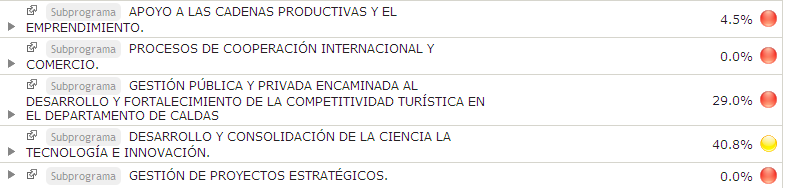 Subprograma APOYO A LAS CADENAS PRODUCTIVAS Y EL
EMPRENDIMIENTO.
4.5%
Subprograma PROCESOS DE COOPERACIÓN INTERNACIONAL Y
COMERCIO.
0.0%
Subprograma GESTIÓN PÚBLICA Y PRIVADA ENCAMINADA AL
DESARROLLO Y FORTALECIMIENTO DE LA COMPETITIVIDAD TURÍSTICA EN
EL DEPARTAMENTO DE CALDAS
29.0%
Subprograma DESARROLLO Y CONSOLIDACIÓN DE LA CIENCIA LA
TECNOLOGÍA E INNOVACIÓN.
40.8%
Subprograma GESTIÓN DE PROYECTOS ESTRATÉGICOS.
0.0%